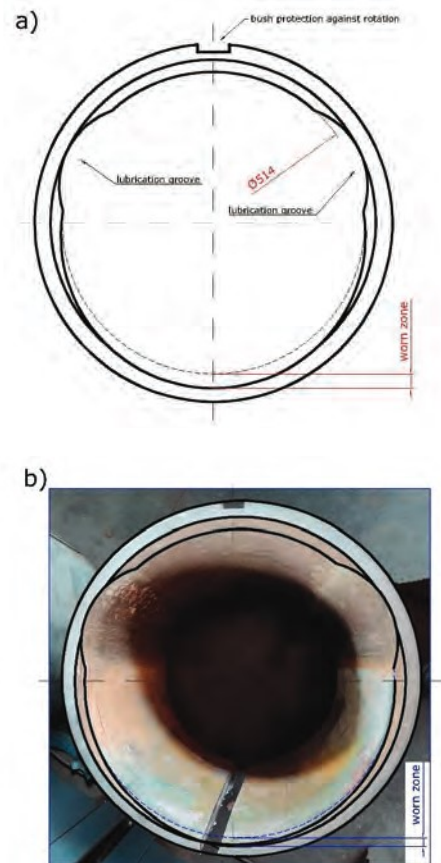 a)
bush protection against rotation
lubrication groove
Ø514
lubrication groove
worn zone
b)
worn zone